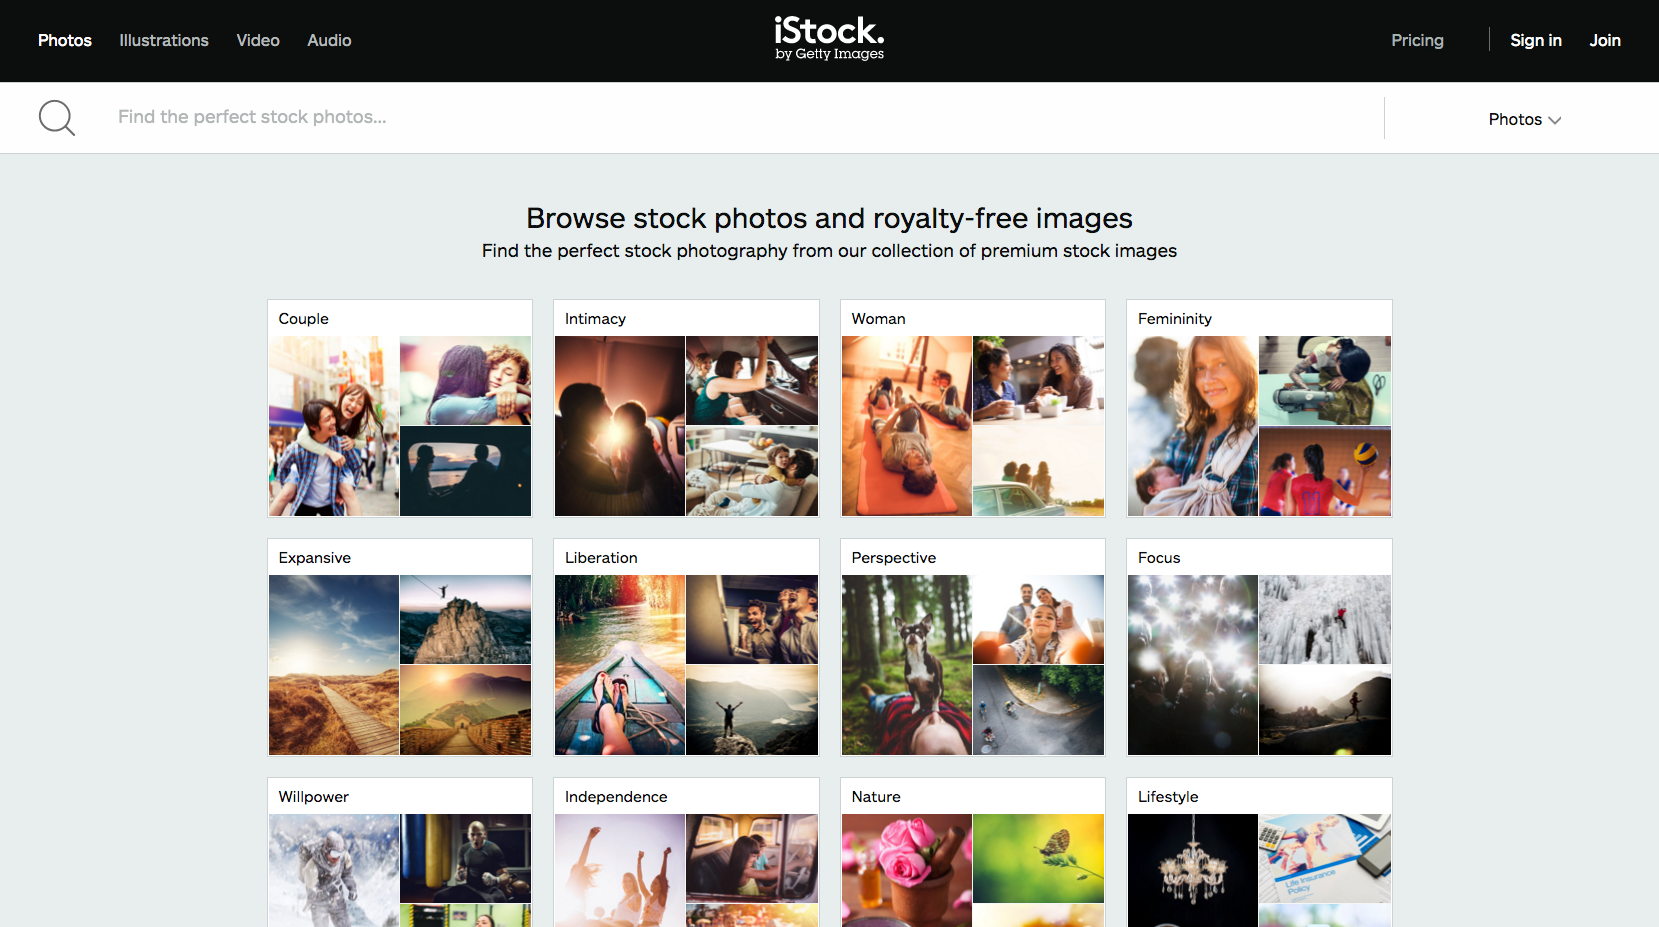 Photos Illustrations Video Audio
iStock.
by Getty Images
Pricing Sign in Join
Find the perfect stock photos...
Photos
Browse stock photos and royalty-free images
Find the perfect stock photography from our collection of premium stock images
Couple Intimacy Woman Femininity
Expansive Liberation Perspective Focus
Willpower Independence Nature Lifestyle
Life Insurance
Policy